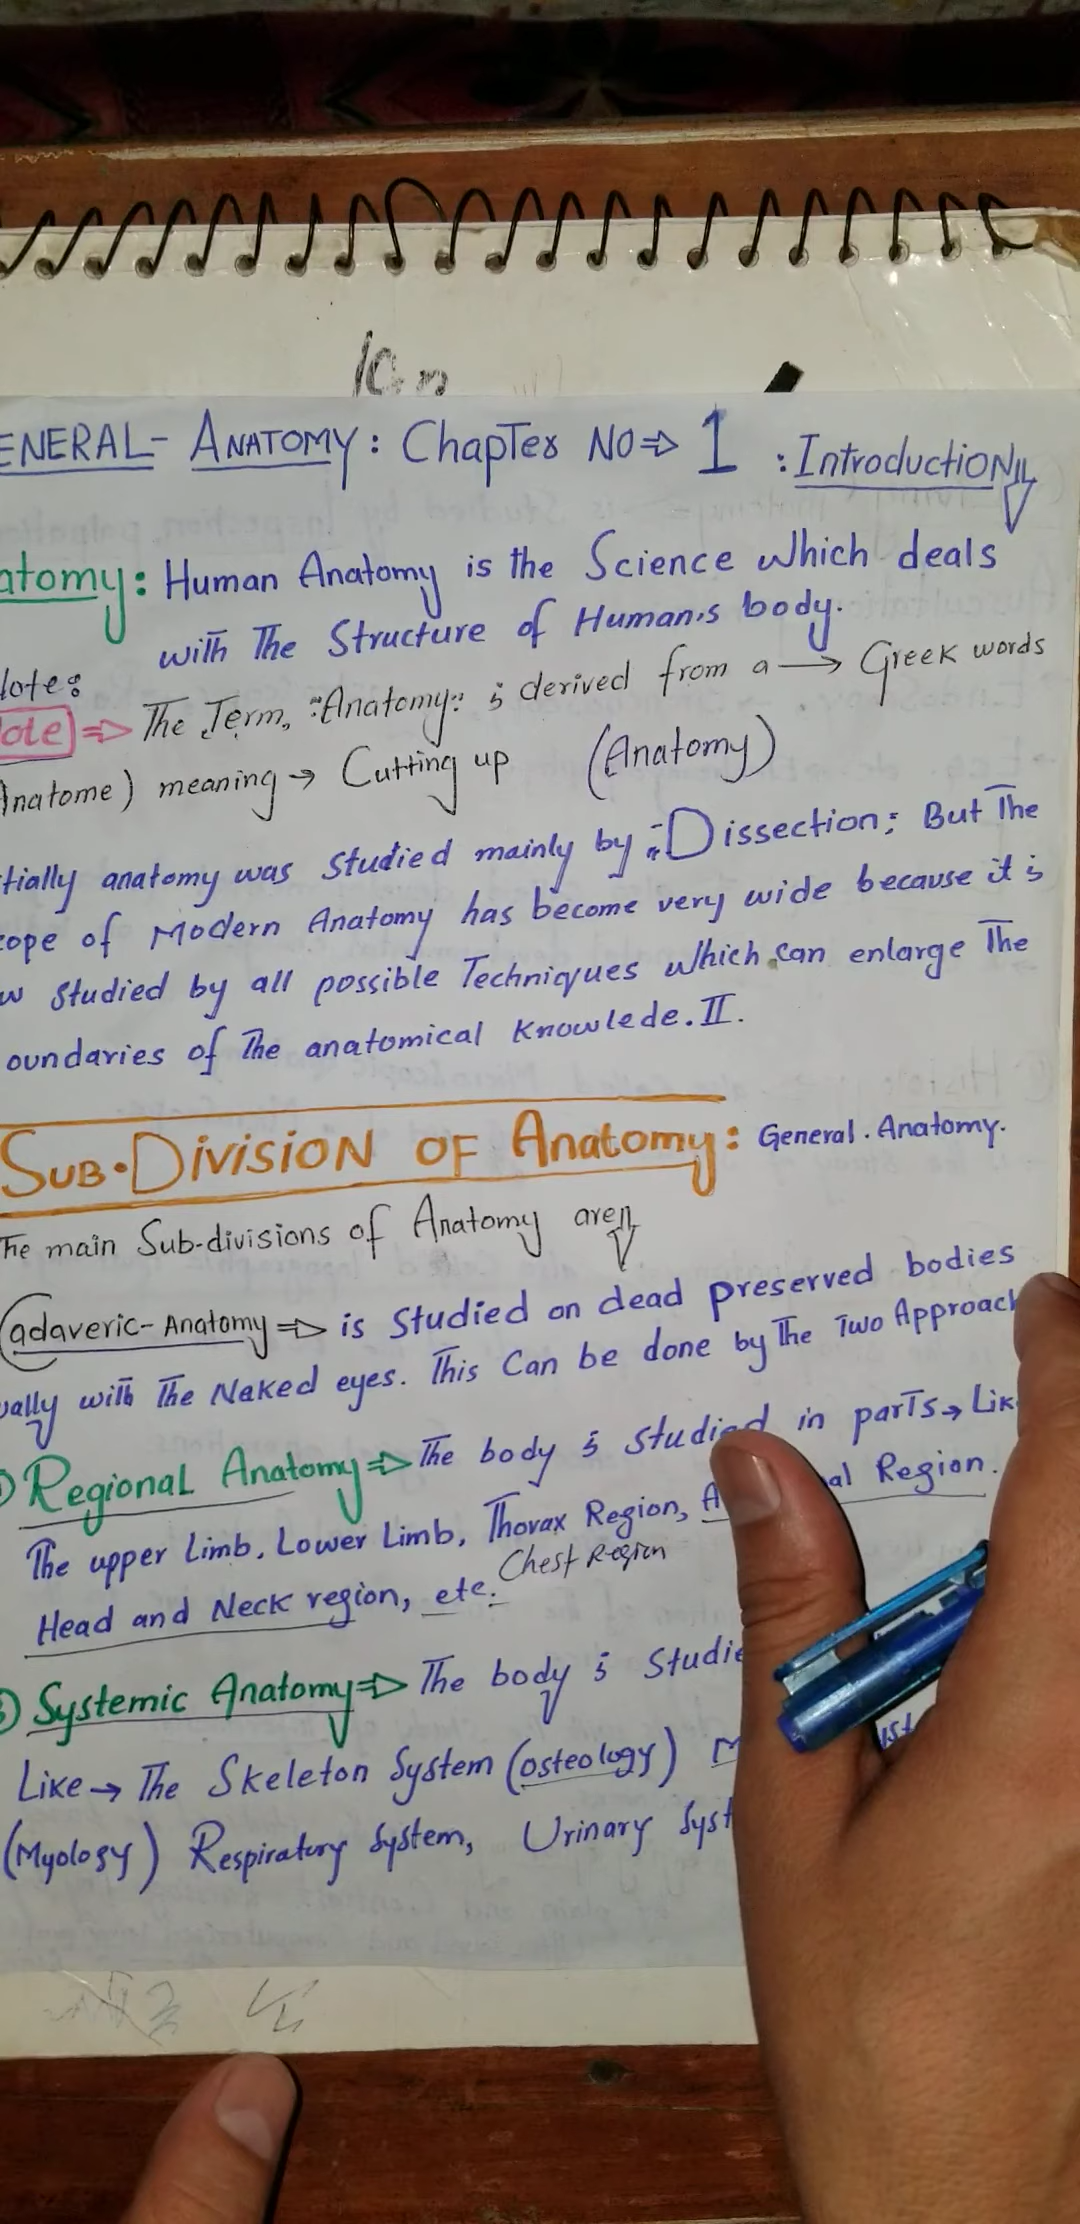 ENERAL- ANATOMY: Chapter NO⇒ 1 : Introduction
atomy: Human Anatomy is the Science which deals
with The Structure of Human's body.
Note:
Note ⇒ The Term, "Anatomy" is derived from a → Greek words
Anatome) meaning → Cutting up (Anatomy)
tially anatomy was studied mainly by "Dissection; But The
cope of Modern Anatomy has become very wide because it is
w studied by all possible Techniques which can enlarge The
oundaries of The anatomical Knowlede. II.
SUB-DIVISION OF Anatomy: General. Anatomy.
The main Sub-divisions of Anatomy are
Cadaveric-Anatomy ⇒ is studied on dead preserved bodies
ually with The Naked eyes. This Can be done by The Two Approach
Regional Anatomy ⇒ The body is studied in parts → Lik
The upper Limb, Lower Limb, Thorax Region, A al Region.
Chest Region
Head and Neck region, etc.
Systemic Anatomy ⇒ The body is Studie
Like → The Skeleton System (osteology) M
(Myology) Respiratory system, Urinary Syst